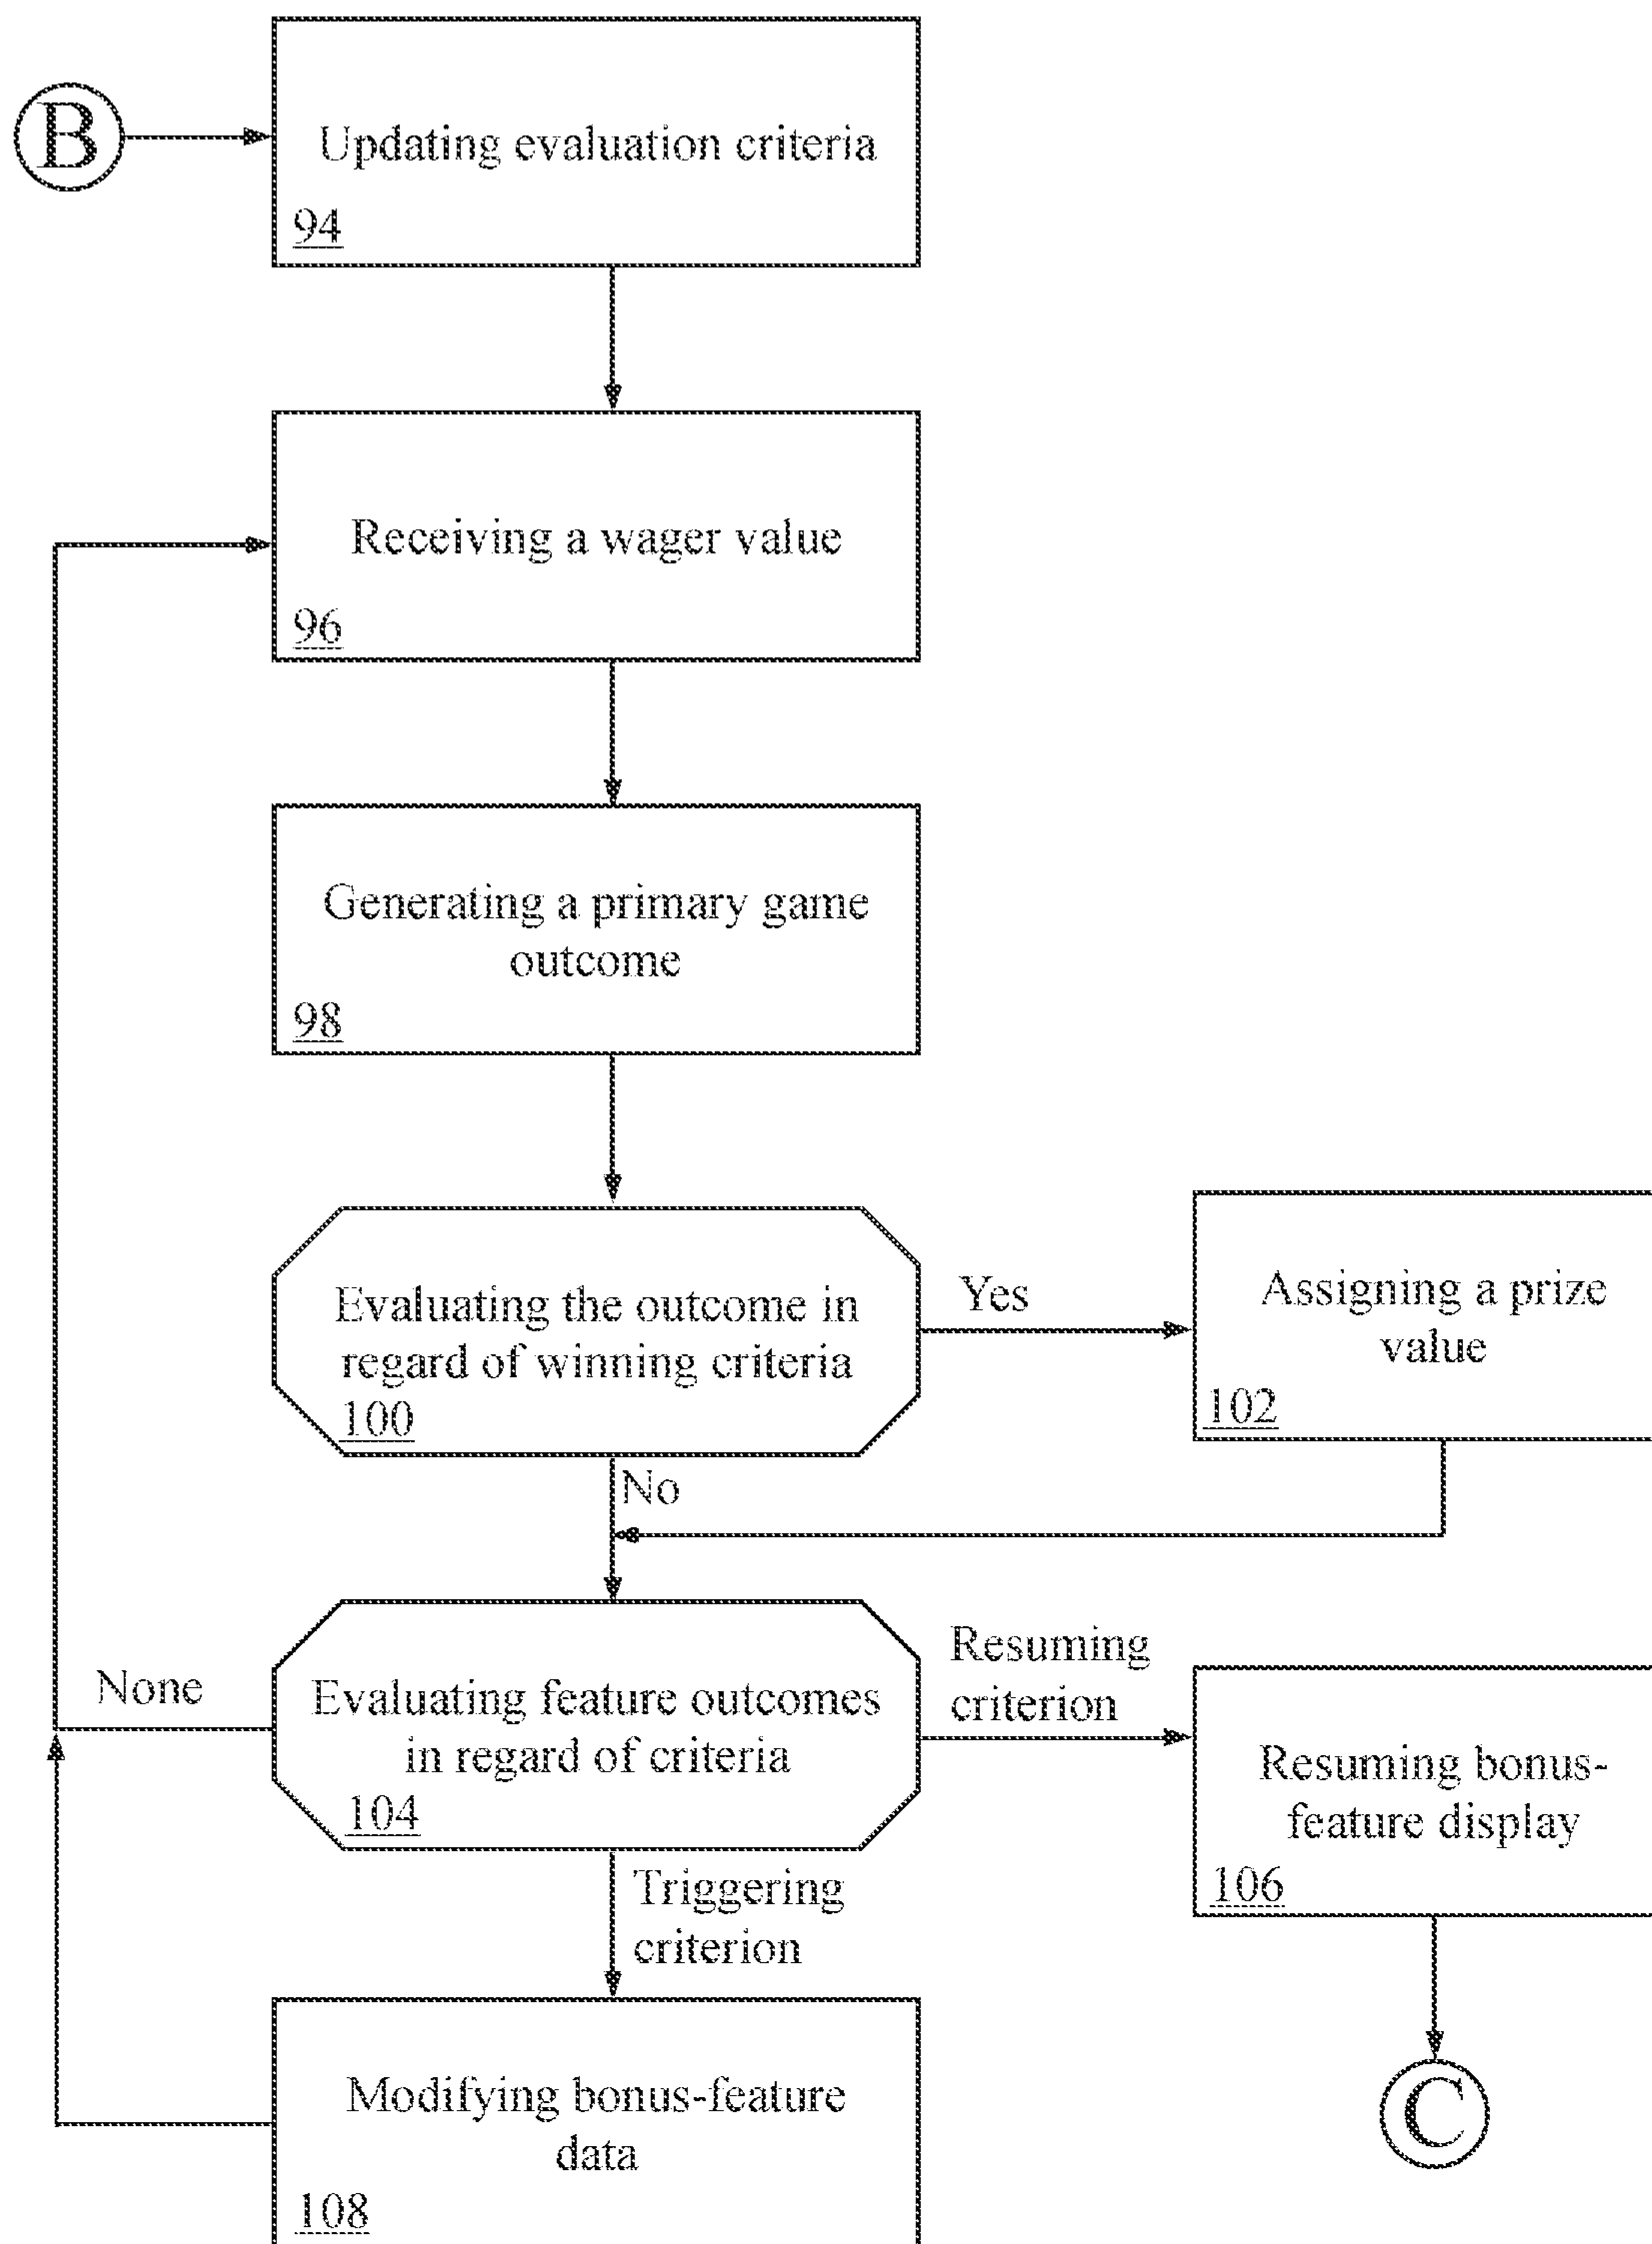 B
Updating evaluation criteria
94
Receiving a wager value
96
Generating a primary game
outcome
98
Evaluating the outcome in
regard of winning criteria
100
Yes
Assigning a prize
value
102
No
None
Evaluating feature outcomes
in regard of criteria
104
Resuming
criterion
Resuming bonus-
feature display
106
Triggering
criterion
Modifying bonus-feature
data
108
C